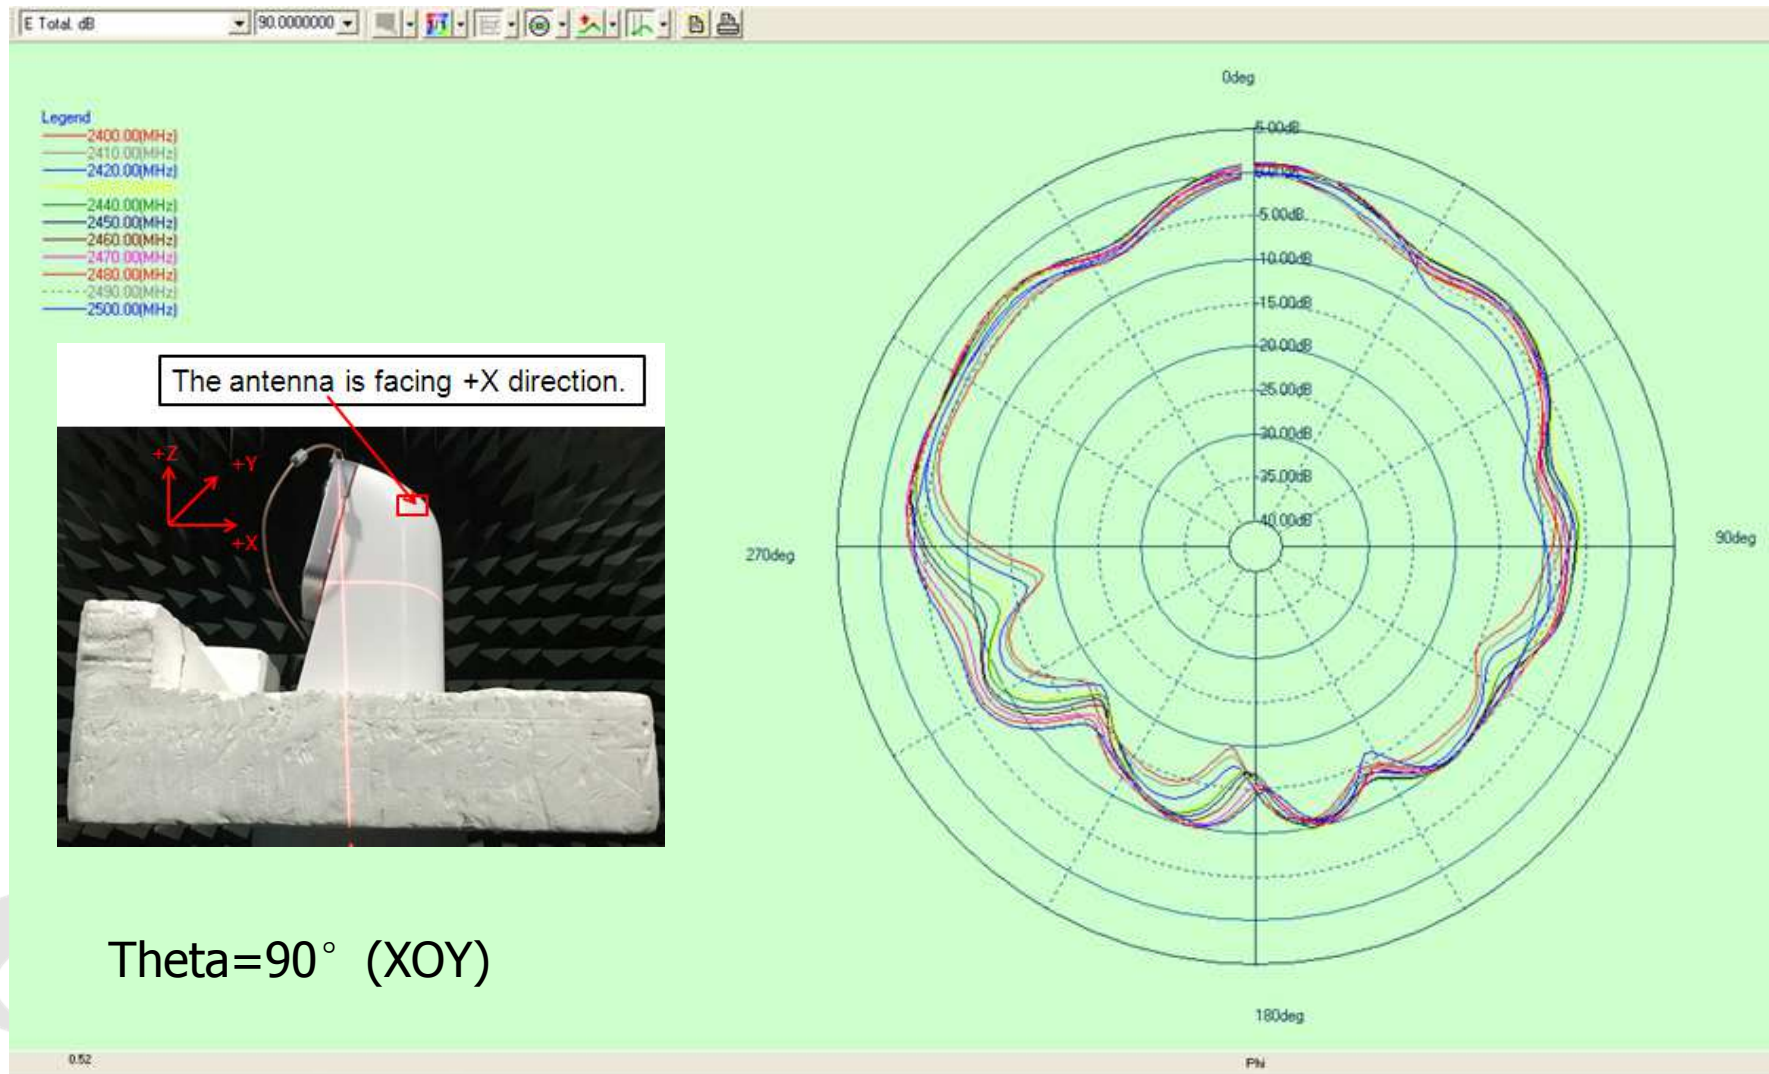 E Total. dB
90.0000000
Legend
2400.00(MHz)
2410.00(MHz)
2420.00(MHz)
2440.00(MHz)
2450.00(MHz)
2460.00(MHz)
2470.00(MHz)
2480.00(MHz)
2490.00(MHz)
2500.00(MHz)
The antenna is facing +X direction.
+Z
+Y
+X
Theta=90° (XOY)
0deg
5.00dB
-5.00dB
-10.00dB
-15.00dB
-20.00dB
-25.00dB
-30.00dB
-35.00dB
-40.00dB
270deg
90deg
180deg
0.52
Phi